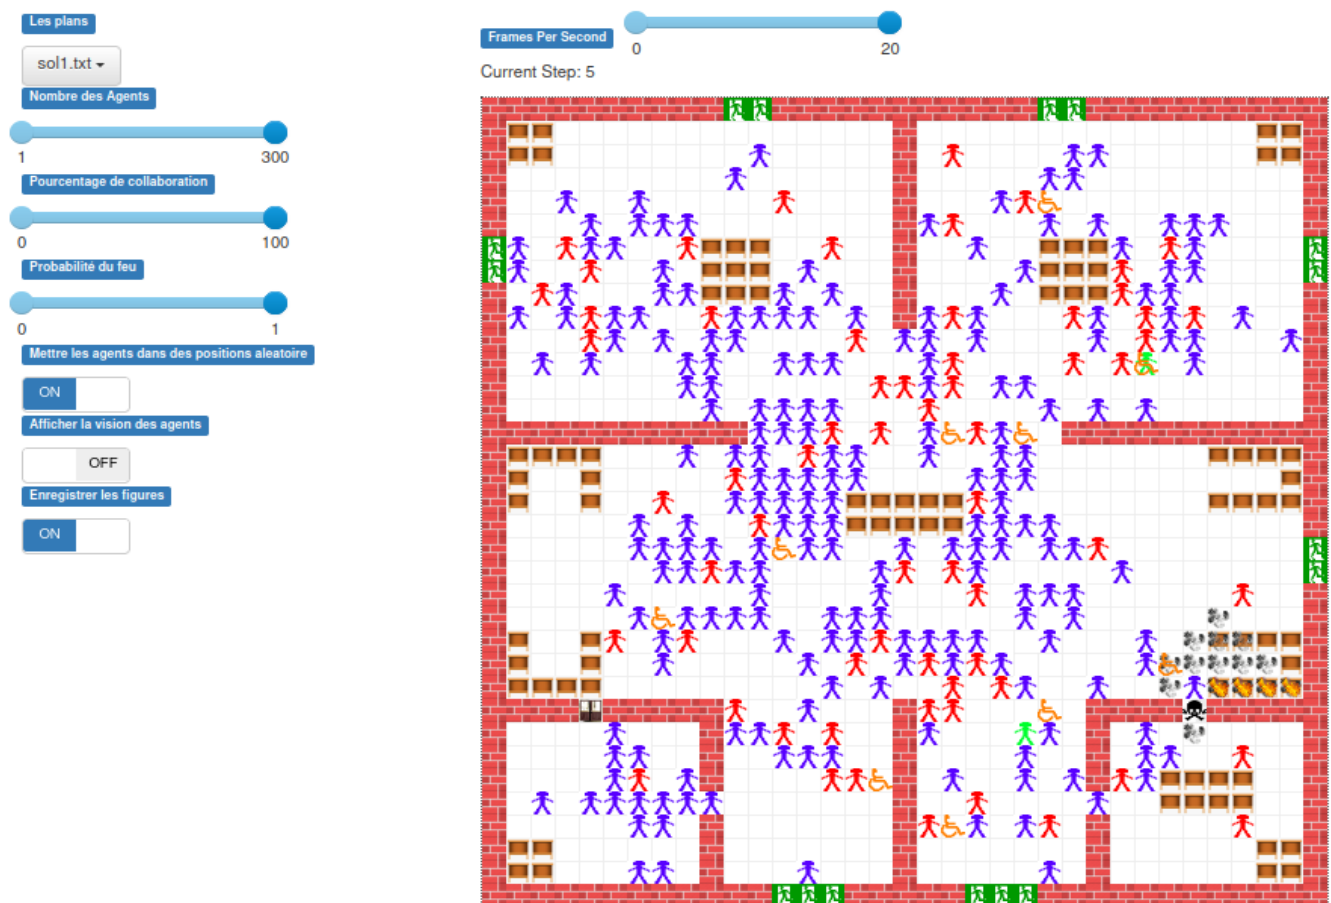 Les plans
sol1.txt
Nombre des Agents
1 300
Pourcentage de collaboration
0 100
Probabilité du feu
0 1
Mettre les agents dans des positions aleatoire
ON
Afficher la vision des agents
OFF
Enregistrer les figures
ON
Frames Per Second
0 20
Current Step: 5